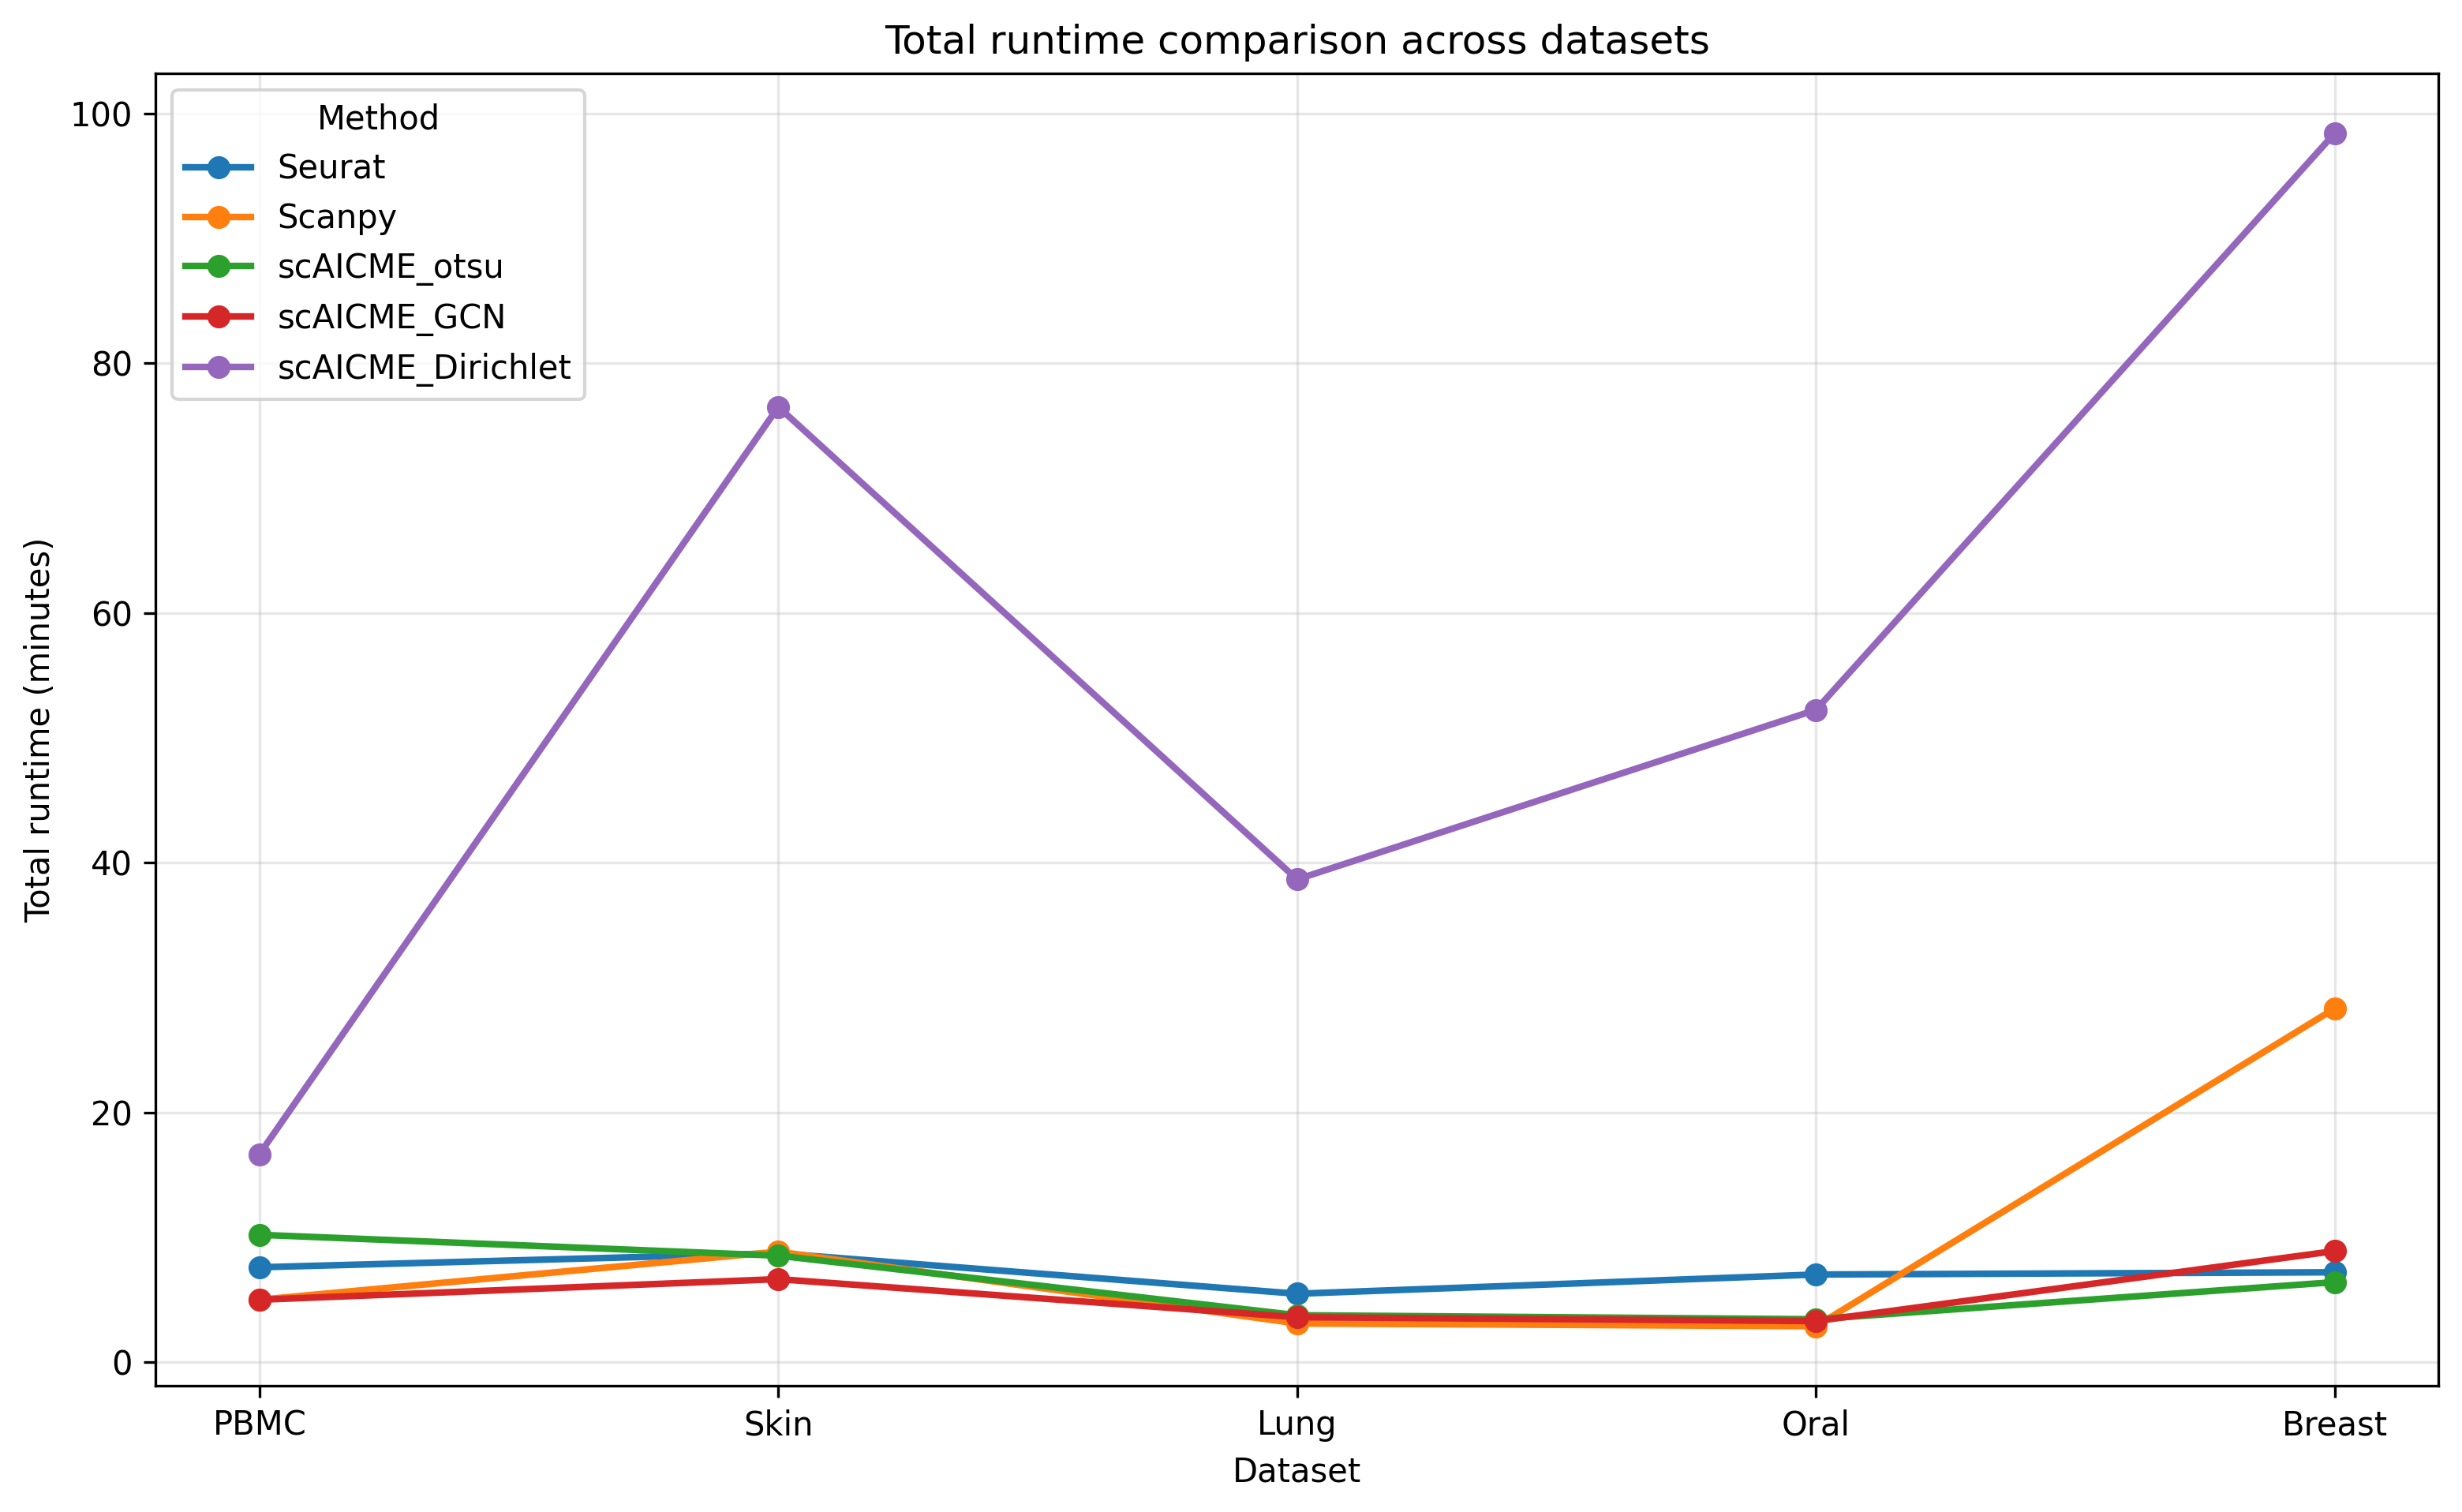 Total runtime comparison across datasets
Total runtime (minutes)
100
80
60
40
20
0
Method
Seurat
Scanpy
scAICME_otsu
scAICME_GCN
scAICME_Dirichlet
PBMC Skin Lung Oral Breast
Dataset